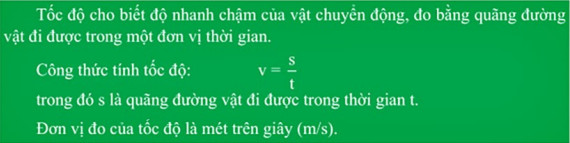 Tốc độ cho biết độ nhanh chậm của vật chuyển động, đo bằng quãng đường
vật đi được trong một đơn vị thời gian.
Công thức tính tốc độ: v = s/t
trong đó s là quãng đường vật đi được trong thời gian t.
Đơn vị đo của tốc độ là mét trên giây (m/s).